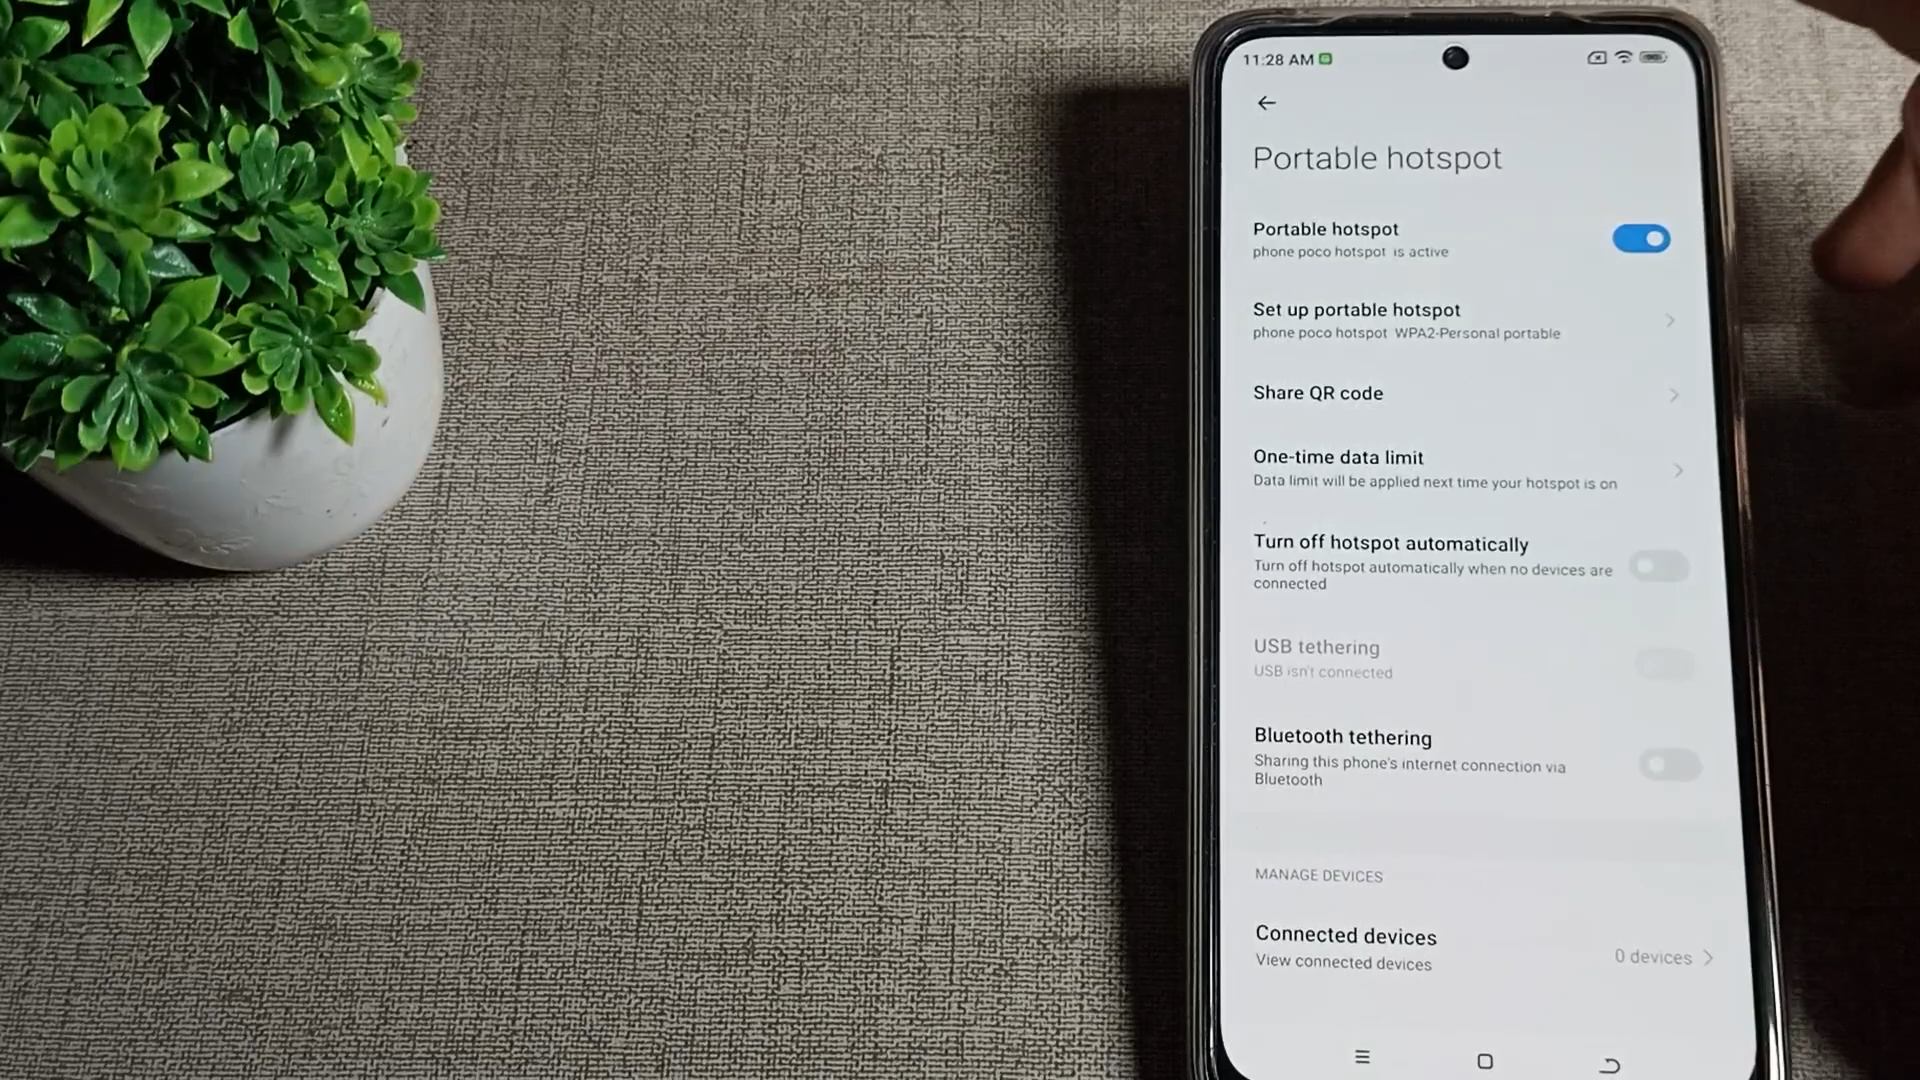 11:28 AM
Portable hotspot
Portable hotspot
phone poco hotspot is active
Set up portable hotspot
phone poco hotspot WPA2-Personal portable
Share QR code
One-time data limit
Data limit will be applied next time your hotspot is on
Turn off hotspot automatically
Turn off hotspot automatically when no devices are
connected
USB tethering
USB isn't connected
Bluetooth tethering
Sharing this phone's internet connection via
Bluetooth
MANAGE DEVICES
Connected devices
View connected devices
0 devices